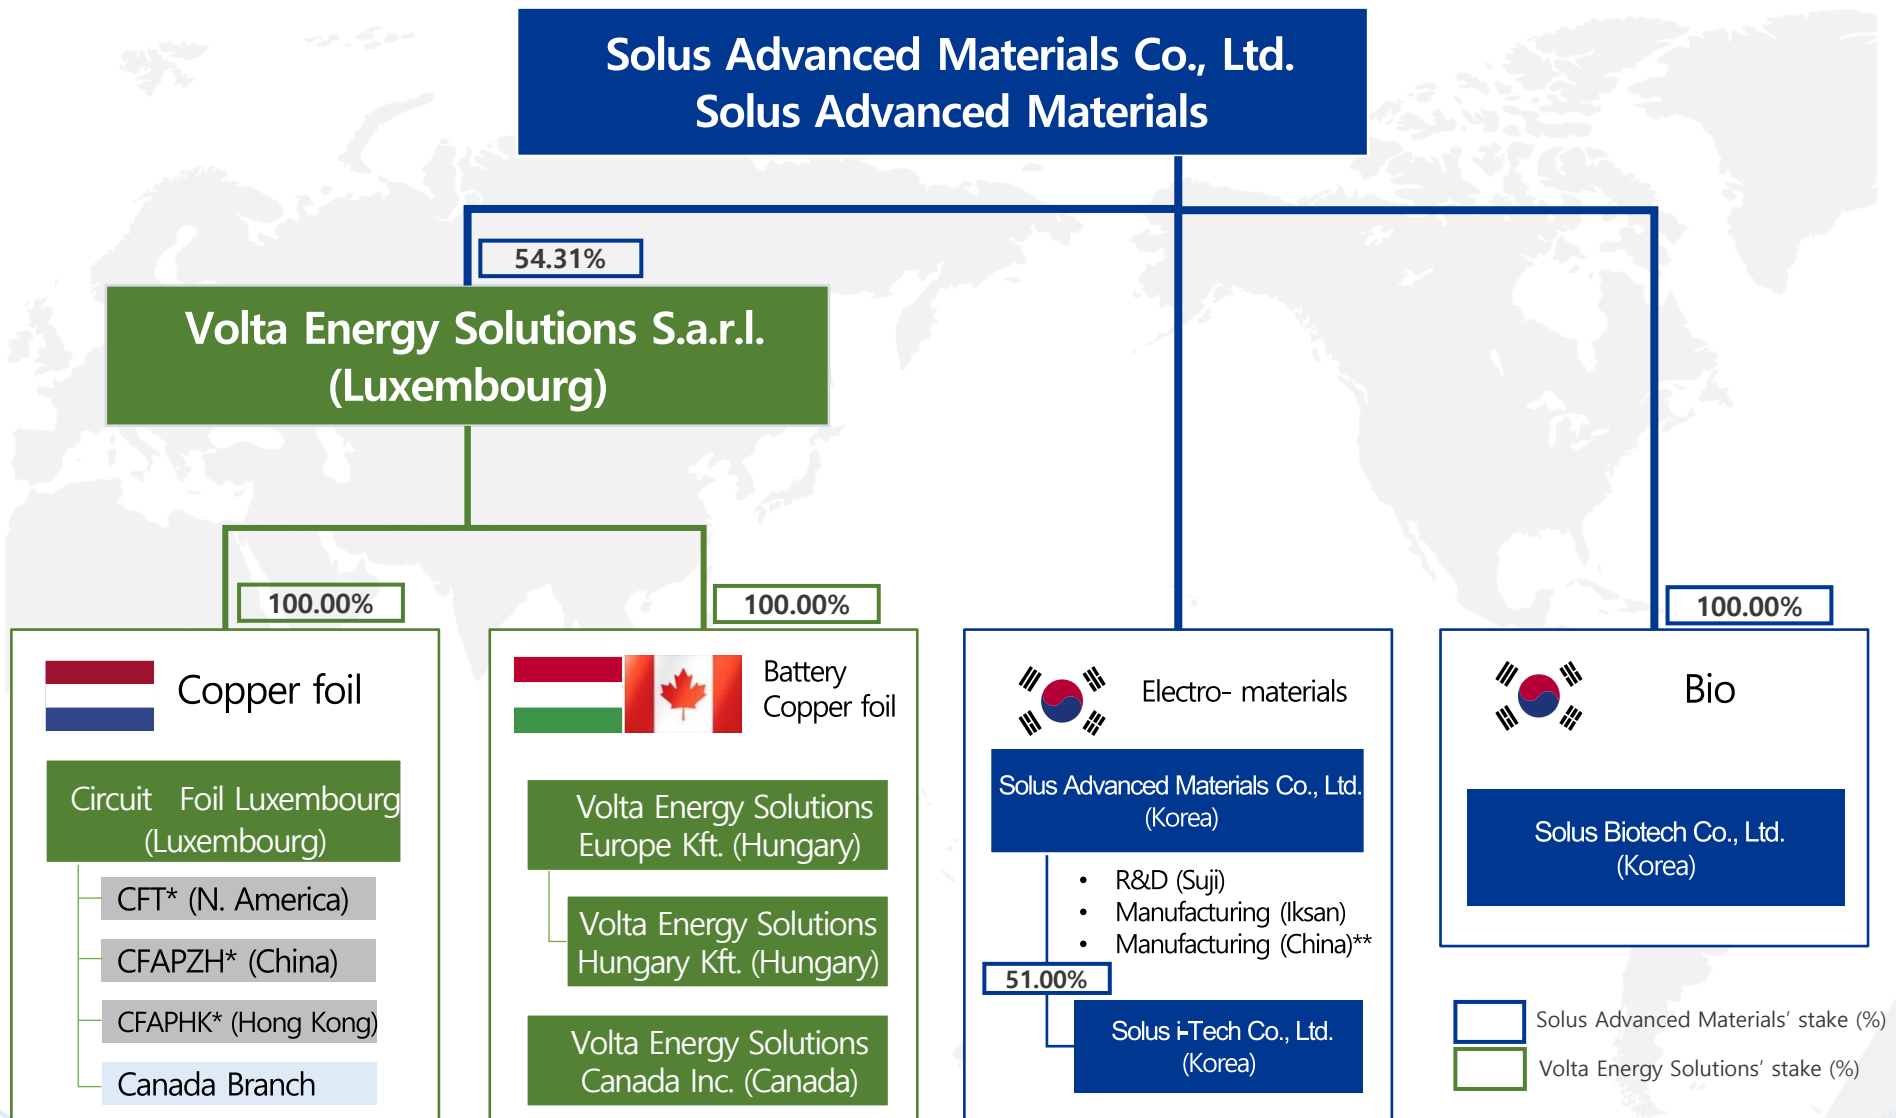 Solus Advanced Materials Co., Ltd.
Solus Advanced Materials
54.31%
Volta Energy Solutions S.a.r.l.
(Luxembourg)
100.00%
100.00%
100.00%
Copper foil
Circuit Foil Luxembourg
(Luxembourg)
CFT* (N. America)
CFAPZH* (China)
CFAPHK* (Hong Kong)
Canada Branch
Battery
Copper foil
Volta Energy Solutions
Europe Kft. (Hungary)
Volta Energy Solutions
Hungary Kft. (Hungary)
Volta Energy Solutions
Canada Inc. (Canada)
Electro- materials
Solus Advanced Materials Co., Ltd.
(Korea)
• R&D (Suji)
• Manufacturing (Iksan)
• Manufacturing (China)**
51.00%
Solus i-Tech Co., Ltd.
(Korea)
Bio
Solus Biotech Co., Ltd.
(Korea)
Solus Advanced Materials’ stake (%)
Volta Energy Solutions’ stake (%)